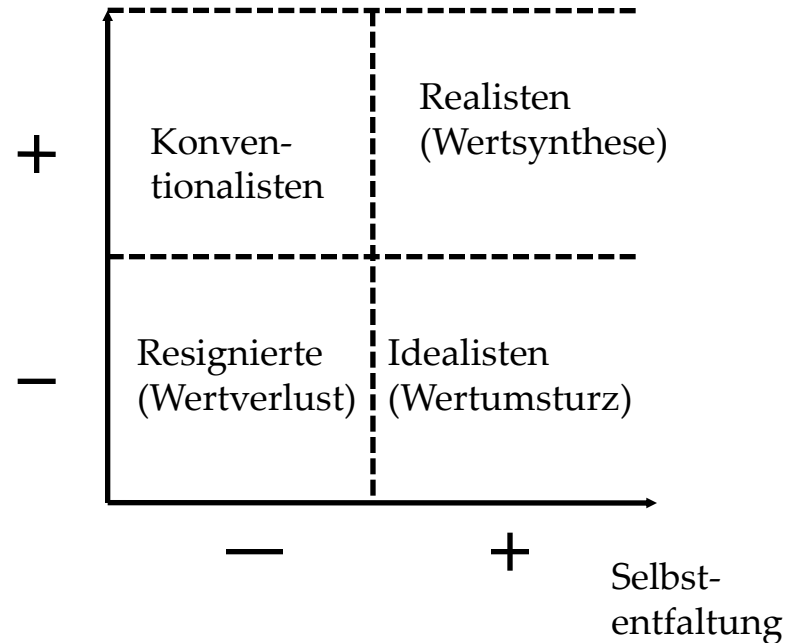 +
Konven-
tionalisten
Realisten
(Wertsynthese)
−
Resignierte
(Wertverlust)
Idealisten
(Wertumsturz)
− +
Selbst-
entfaltung